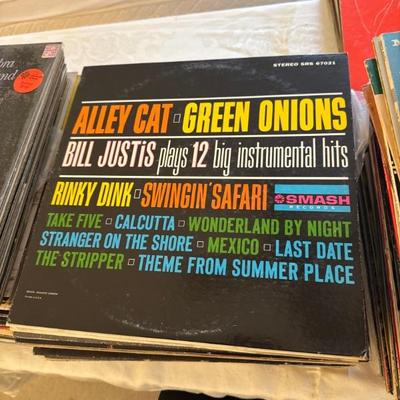 STEREO SRS 67021
ALLEY CAT □ GREEN ONIONS
BILL JUSTIS plays 12 big instrumental hits
RINKY DINK □ SWINGIN' SAFARI
SMASH
RECORDS
TAKE FIVE □ CALCUTTA □ WONDERLAND BY NIGHT
STRANGER ON THE SHORE □ MEXICO □ LAST DATE
THE STRIPPER □ THEME FROM SUMMER PLACE